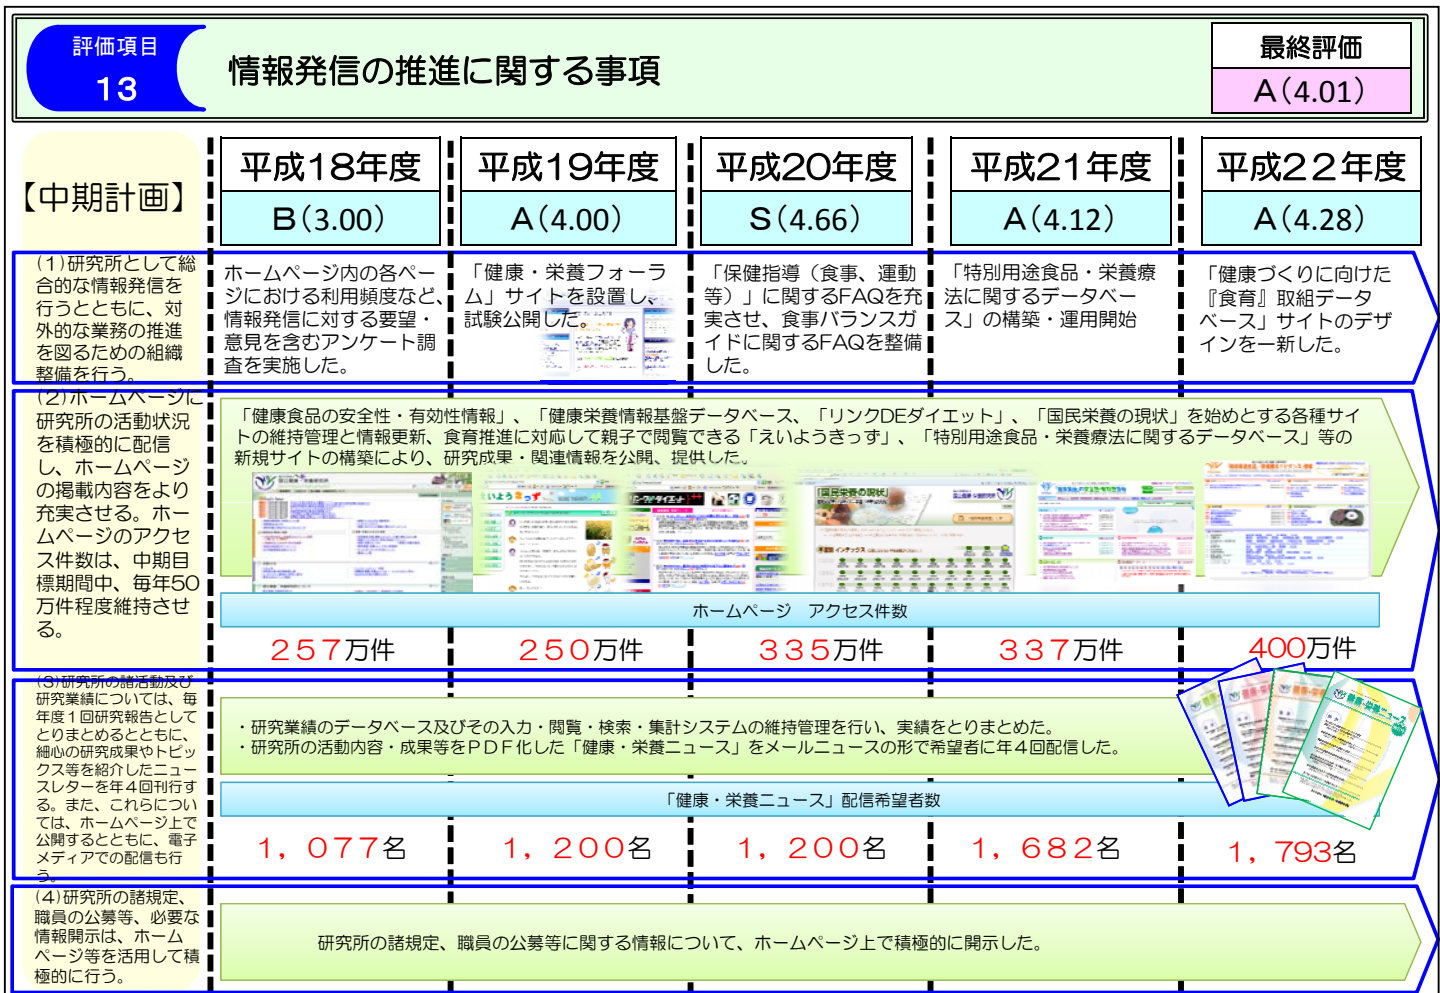 評価項目
13
情報発信の推進に関する事項
最終評価
A(4.01)
【中期計画】
平成18年度
B(3.00)
平成19年度
A(4.00)
平成20年度
S(4.66)
平成21年度
A(4.12)
平成22年度
A(4.28)
(1)研究所として総
合的な情報発信を
行うとともに、対
外的な業務の推進
を図るための組織
整備を行う。
ホームページ内の各ペー
ジにおける利用頻度など、
情報発信に対する要望・
意見を含むアンケート調
査を実施した。
「健康・栄養フォーラ
ム」サイトを設置し、
試験公開した。
「保健指導（食事、運動
等）」に関するFAQを充
実させ、食事バランスガ
イドに関するFAQを整備
した。
「特別用途食品・栄養療
法に関するデータベー
ス」の構築・運用開始
「健康づくりに向けた
『食育』取組データ
ベース」サイトのデザ
インを一新した。
(2)ホームページに
研究所の活動状況
を積極的に配信
し、ホームページ
の掲載内容をより
充実させる。ホー
ムページのアクセ
ス件数は、中期目
標期間中、毎年50
万件程度維持させ
る。
「健康食品の安全性・有効性情報」、「健康栄養情報基盤データベース、「リンクDEダイエット」、「国民栄養の現状」を始めとする各種サイ
トの維持管理と情報更新、食育推進に対応して親子で閲覧できる「えいようきっず」、「特別用途食品・栄養療法に関するデータベース」等の
新規サイトの構築により、研究成果・関連情報を公開、提供した。
国立健康・栄養研究所
いようきっず
「国民栄養の現状」
インデックス
ホームページ　アクセス件数
257万件
250万件
335万件
337万件
400万件
(3)研究所の諸活動及び
研究業績については、毎
年度１回研究報告として
とりまとめるとともに、
細心の研究成果やトピッ
クス等を紹介したニュー
スレターを年４回刊行す
る。また、これらについ
ては、ホームページ上で
公開するとともに、電子
メディアでの配信も行
う。
・研究業績のデータベース及びその入力・閲覧・検索・集計システムの維持管理を行い、実績をとりまとめた。
・研究所の活動内容・成果等をＰＤＦ化した「健康・栄養ニュース」をメールニュースの形で希望者に年４回配信した。
健康・栄養ニュース
「健康・栄養ニュース」配信希望者数
１，０７７名
１，２００名
１，２００名
１，６８２名
１，793名
(4)研究所の諸規定、
職員の公募等、必要な
情報開示は、ホーム
ページ等を活用して積
極的に行う。
研究所の諸規定、職員の公募等に関する情報について、ホームページ上で積極的に開示した。